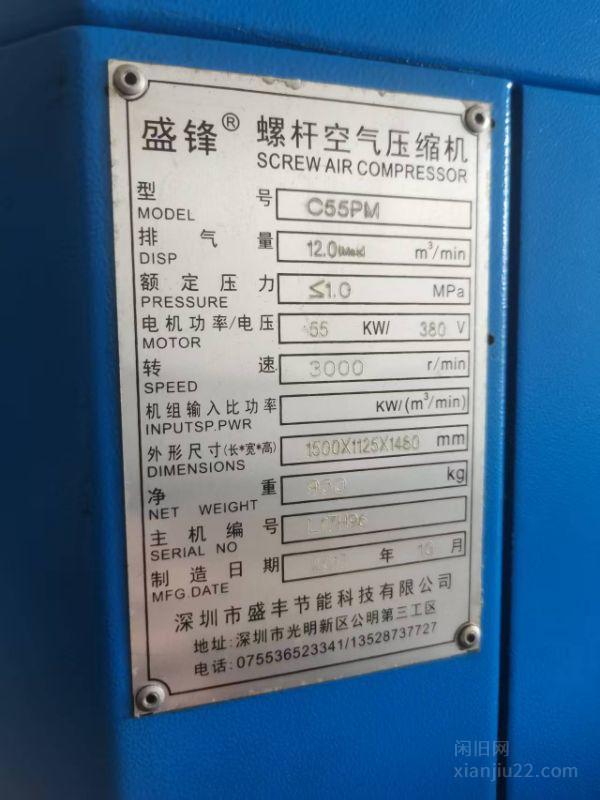 盛锋® 螺杆空气压缩机
SCREW AIR COMPRESSOR
型号 C55PM
MODEL
排气量 12.0(Max) m³/min
DISP
额定压力 ≤1.0 MPa
PRESSURE
电机功率/电压 55 KW/ 380 V
MOTOR
转速 3000 r/min
SPEED
机组输入比功率 KW/(m³/min)
INPUTSP.PWR
外形尺寸(长*宽*高) 1500X1125X1480 mm
DIMENSIONS
净重 kg
NET WEIGHT
主机编号
SERIAL NO
制造日期 年 月
MFG.DATE
深圳市盛丰节能科技有限公司
地址:深圳市光明新区公明第三工区
电话:075536523341/13528737727
闲旧网
xianjiu22.com